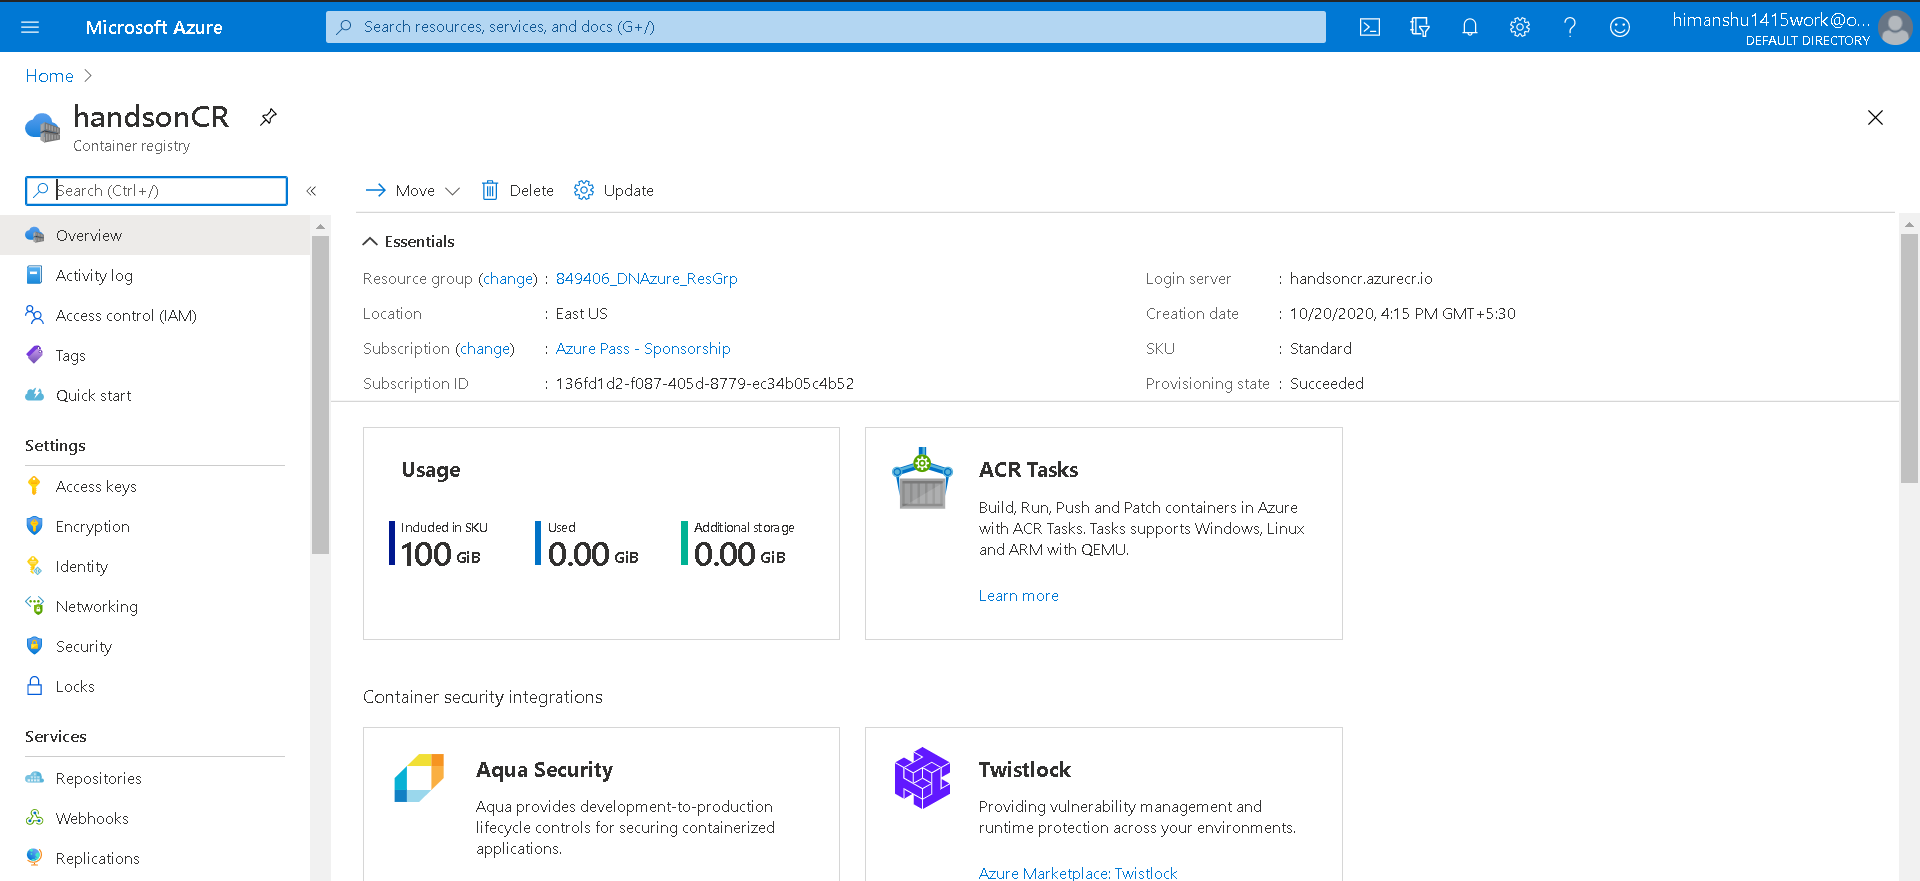 Microsoft Azure
Search resources, services, and docs (G+/)
himanshu1415work@o...
DEFAULT DIRECTORY
Home
handsonCR
Container registry
Search (Ctrl+/)
«
Overview
Activity log
Access control (IAM)
Tags
Quick start
Settings
Access keys
Encryption
Identity
Networking
Security
Locks
Services
Repositories
Webhooks
Replications
Move
Delete
Update
Essentials
Resource group (change) : 849406_DNAzure_ResGrp
Location : East US
Subscription (change) : Azure Pass - Sponsorship
Subscription ID : 136fd1d2-f087-405d-8779-ec34b05c4b52
Login server : handsoncr.azurecr.io
Creation date : 10/20/2020, 4:15 PM GMT+5:30
SKU : Standard
Provisioning state : Succeeded
Usage
Included in SKU
100 GiB
Used
0.00 GiB
Additional storage
0.00 GiB
ACR Tasks
Build, Run, Push and Patch containers in Azure
with ACR Tasks. Tasks supports Windows, Linux
and ARM with QEMU.
Learn more
Container security integrations
Aqua Security
Aqua provides development-to-production
lifecycle controls for securing containerized
applications.
Twistlock
Providing vulnerability management and
runtime protection across your environments.
Azure Marketplace: Twistlock